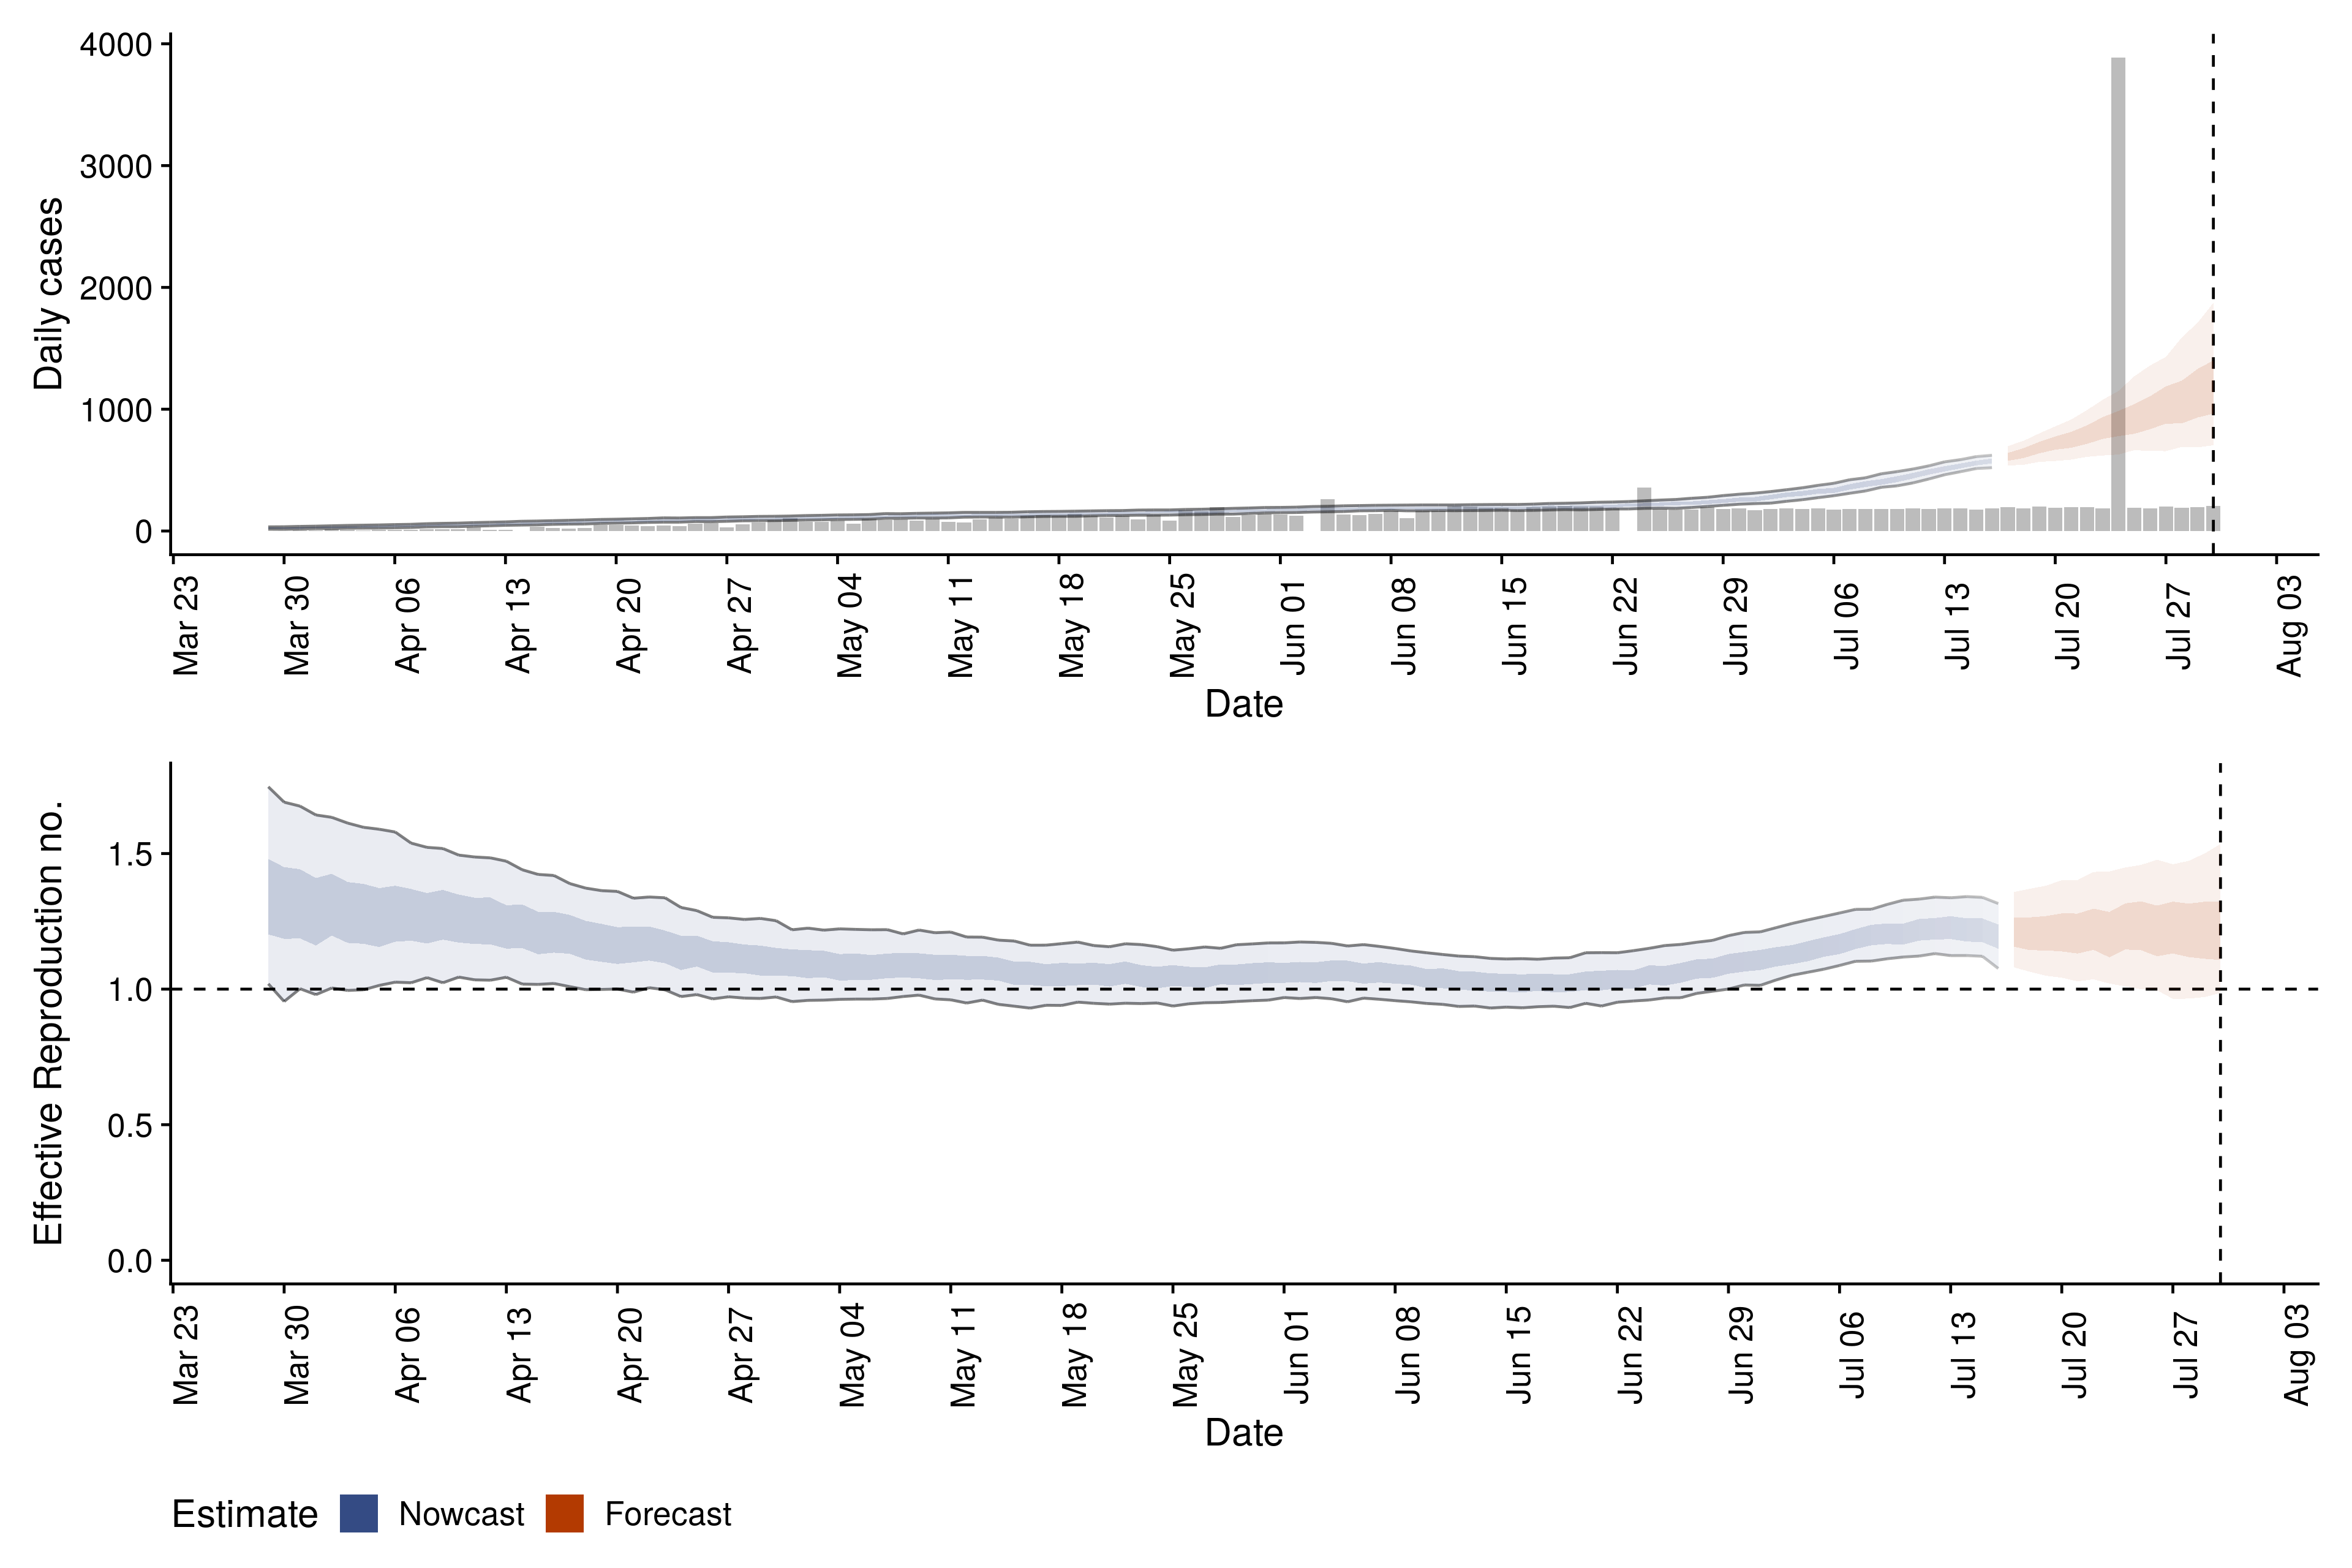 4000
3000
2000
1000
0
Daily cases
Mar 23 Mar 30 Apr 06 Apr 13 Apr 20 Apr 27 May 04 May 11 May 18 May 25 Jun 01 Jun 08 Jun 15 Jun 22 Jun 29 Jul 06 Jul 13 Jul 20 Jul 27 Aug 03
Date
1.5
1.0
0.5
0.0
Effective Reproduction no.
Mar 23 Mar 30 Apr 06 Apr 13 Apr 20 Apr 27 May 04 May 11 May 18 May 25 Jun 01 Jun 08 Jun 15 Jun 22 Jun 29 Jul 06 Jul 13 Jul 20 Jul 27 Aug 03
Date
Estimate Nowcast Forecast